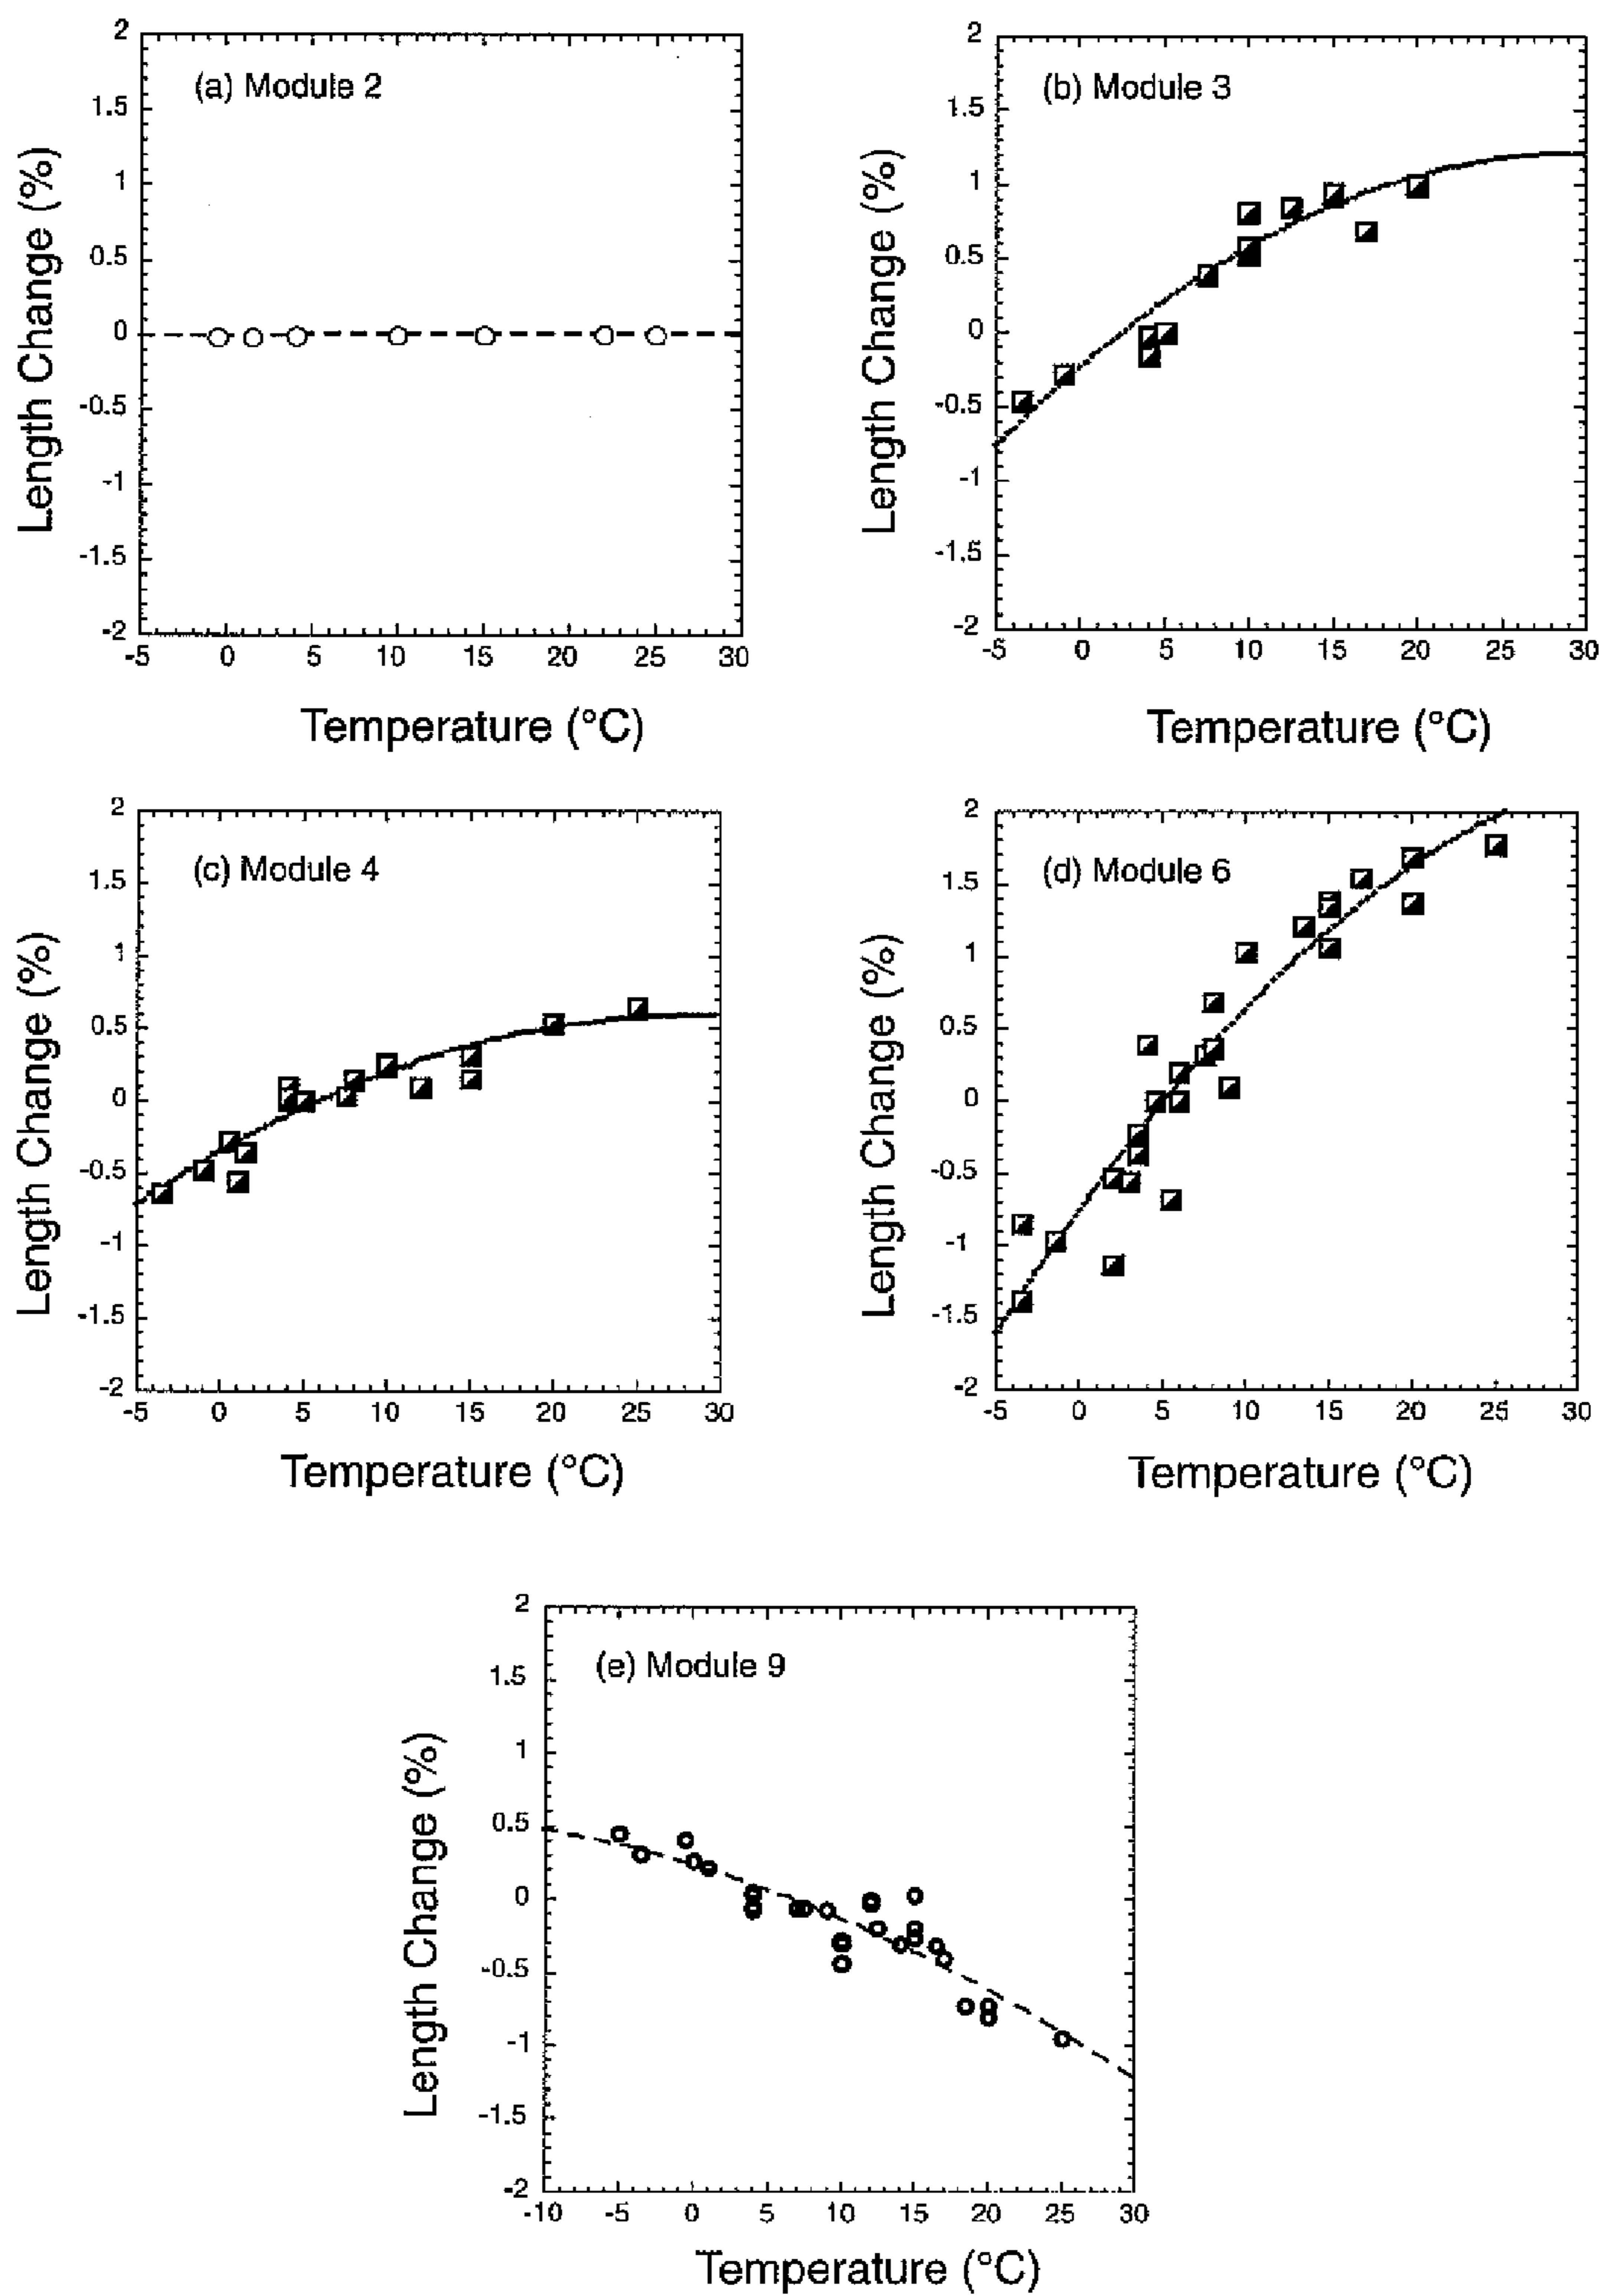 (a) Module 2
Length Change (%)
2
1.5
1
0.5
0
-0.5
-1
-1.5
-2
-5 0 5 10 15 20 25 30
Temperature (°C)
(b) Module 3
Length Change (%)
2
1.5
1
0.5
0
-0.5
-1
-1.5
-2
-5 0 5 10 15 20 25 30
Temperature (°C)
(c) Module 4
Length Change (%)
2
1.5
1
0.5
0
-0.5
-1
-1.5
-2
-5 0 5 10 15 20 25 30
Temperature (°C)
(d) Module 6
Length Change (%)
2
1.5
1
0.5
0
-0.5
-1
-1.5
-2
-5 0 5 10 15 20 25 30
Temperature (°C)
(e) Module 9
Length Change (%)
2
1.5
1
0.5
0
-0.5
-1
-1.5
-2
-10 -5 0 5 10 15 20 25 30
Temperature (°C)